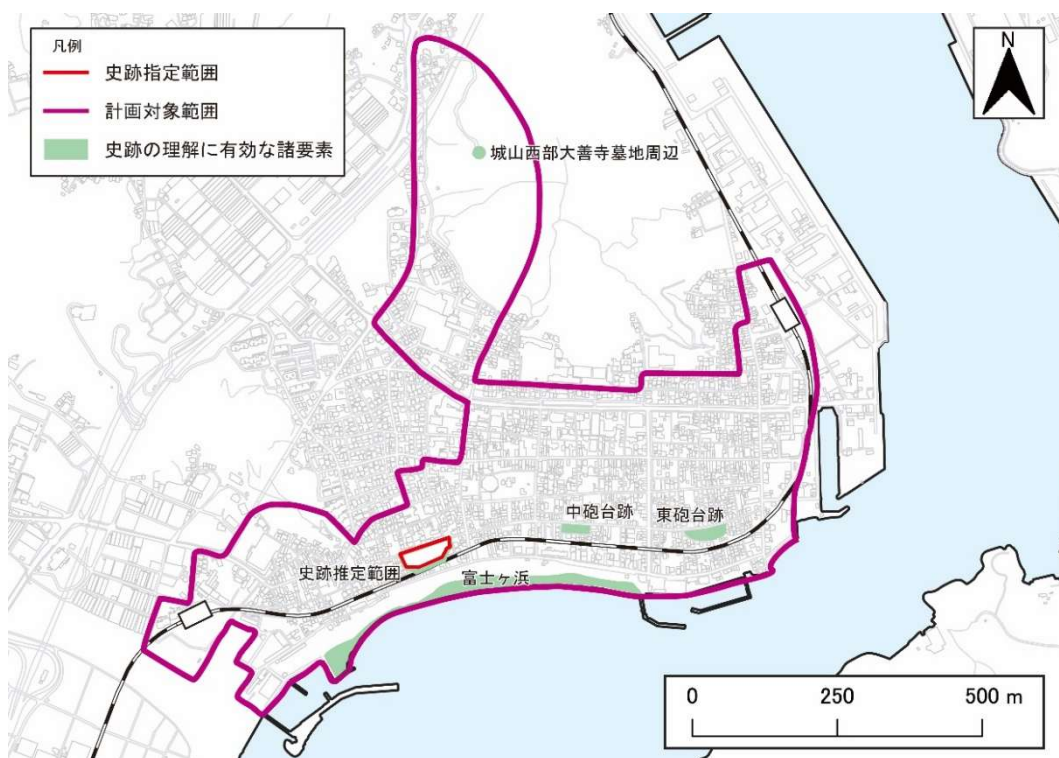 凡例
史跡指定範囲
計画対象範囲
史跡の理解に有効な諸要素
N
城山西部大善寺墓地周辺
中砲台跡
東砲台跡
史跡推定範囲
富士ヶ浜
0 250 500 m